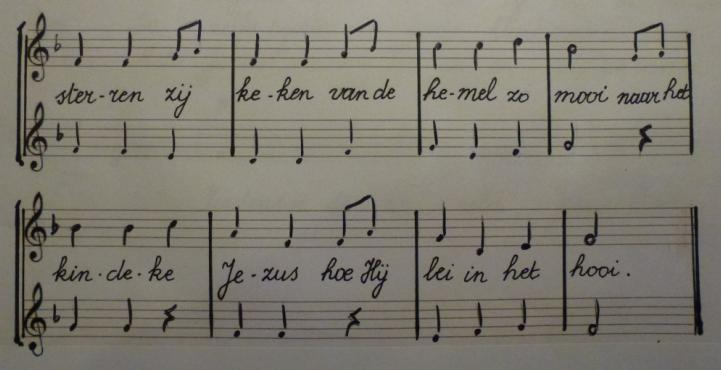 ster-ren zij ke-ken van de he-mel zo mooi naar het
kin-de-ke Je-zus hoe Hij lei in het hooi.